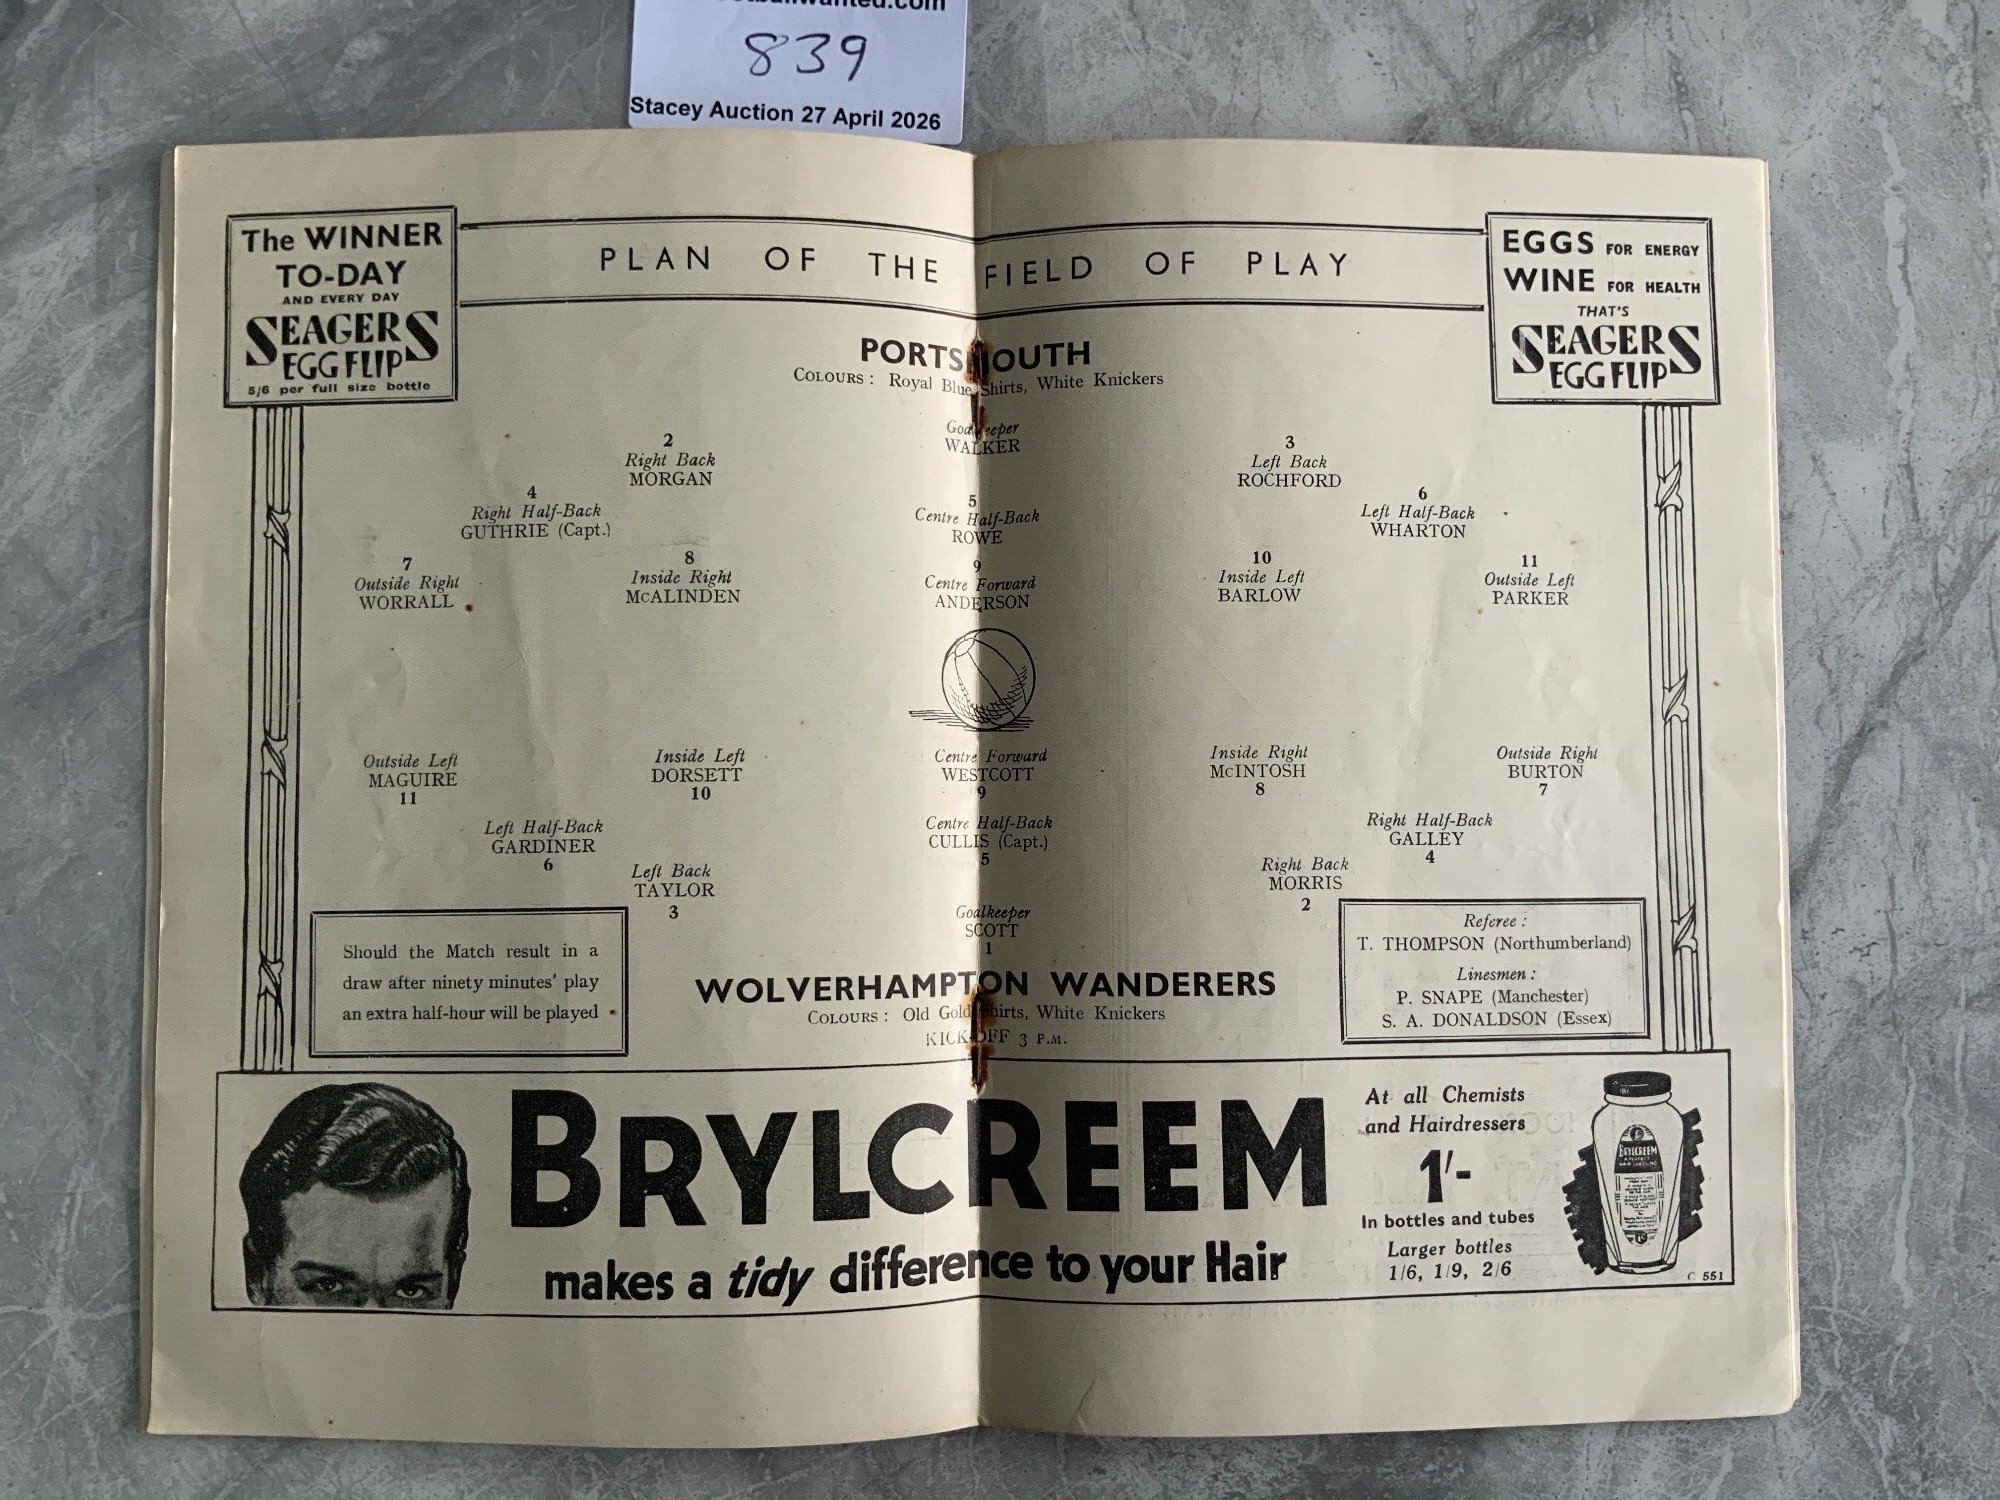 839
Stacey Auction 27 April 2026
The WINNER
TO-DAY
AND EVERY DAY
SEAGERS
EGG FLIP
5/6 per full size bottle
PLAN OF THE FIELD OF PLAY
EGGS FOR ENERGY
WINE FOR HEALTH
THAT'S
SEAGERS
EGG FLIP
PORTSMOUTH
COLOURS : Royal Blue Shirts, White Knickers
Goalkeeper
WALKER
2
Right Back
MORGAN
3
Left Back
ROCHFORD
4
Right Half-Back
GUTHRIE (Capt.)
5
Centre Half-Back
ROWE
6
Left Half-Back
WHARTON
7
Outside Right
WORRALL
8
Inside Right
McALINDEN
9
Centre Forward
ANDERSON
10
Inside Left
BARLOW
11
Outside Left
PARKER
Outside Left
MAGUIRE
11
Inside Left
DORSETT
10
Centre Forward
WESTCOTT
9
Inside Right
McINTOSH
8
Outside Right
BURTON
7
Left Half-Back
GARDINER
6
Centre Half-Back
CULLIS (Capt.)
5
Right Half-Back
GALLEY
4
Left Back
TAYLOR
3
Right Back
MORRIS
2
Goalkeeper
SCOTT
1
WOLVERHAMPTON WANDERERS
COLOURS : Old Gold Shirts, White Knickers
KICK-OFF 3 P.M.
Should the Match result in a
draw after ninety minutes' play
an extra half-hour will be played
Referee :
T. THOMPSON (Northumberland)
Linesmen :
P. SNAPE (Manchester)
S. A. DONALDSON (Essex)
BRYLCREEM
makes a tidy difference to your Hair
At all Chemists
and Hairdressers
1/-
In bottles and tubes
Larger bottles
1/6, 1/9, 2/6
BRYLCREEM
C 551